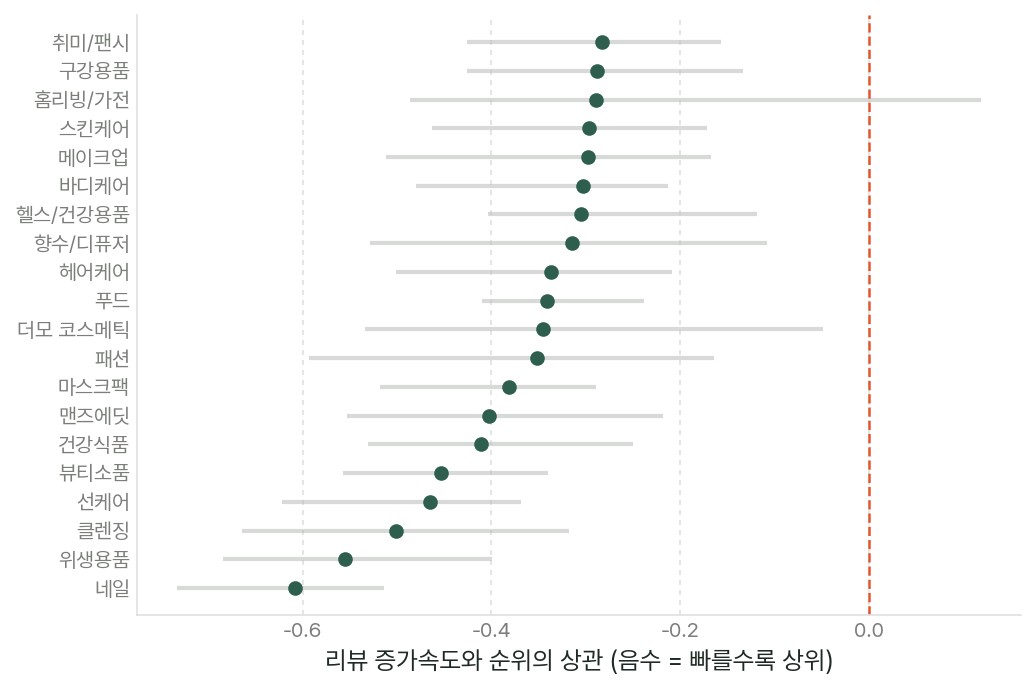 취미/팬시
구강용품
홈리빙/가전
스킨케어
메이크업
바디케어
헬스/건강용품
향수/디퓨저
헤어케어
푸드
더모 코스메틱
패션
마스크팩
맨즈에딧
건강식품
뷰티소품
선케어
클렌징
위생용품
네일
-0.6 -0.4 -0.2 0.0
리뷰 증가속도와 순위의 상관 (음수 = 빠를수록 상위)